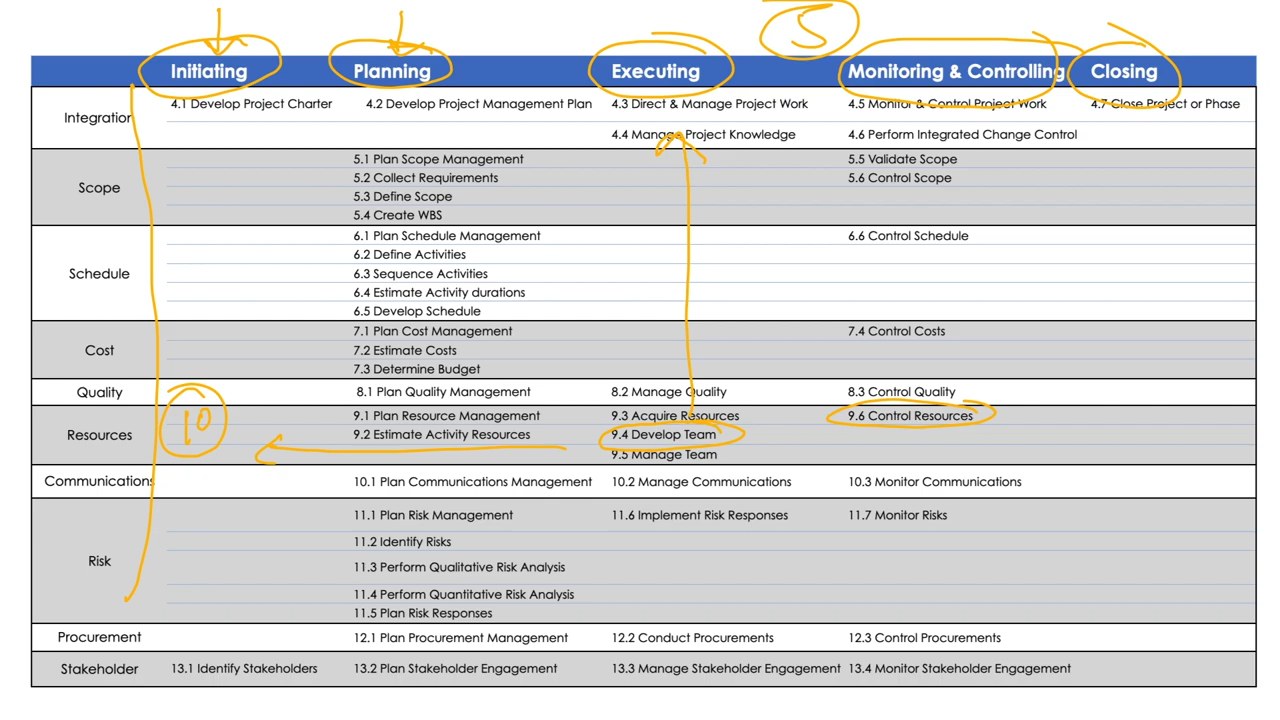 5
Initiating Planning Executing Monitoring & Controlling Closing
Integration 4.1 Develop Project Charter 4.2 Develop Project Management Plan 4.3 Direct & Manage Project Work 4.5 Monitor & Control Project Work 4.7 Close Project or Phase
4.4 Manage Project Knowledge 4.6 Perform Integrated Change Control
Scope
5.1 Plan Scope Management 5.5 Validate Scope
5.2 Collect Requirements 5.6 Control Scope
5.3 Define Scope
5.4 Create WBS
Schedule
6.1 Plan Schedule Management 6.6 Control Schedule
6.2 Define Activities
6.3 Sequence Activities
6.4 Estimate Activity durations
6.5 Develop Schedule
Cost
7.1 Plan Cost Management 7.4 Control Costs
7.2 Estimate Costs
7.3 Determine Budget
Quality 8.1 Plan Quality Management 8.2 Manage Quality 8.3 Control Quality
Resources
10
9.1 Plan Resource Management 9.3 Acquire Resources 9.6 Control Resources
9.2 Estimate Activity Resources 9.4 Develop Team
9.5 Manage Team
Communications 10.1 Plan Communications Management 10.2 Manage Communications 10.3 Monitor Communications
Risk
11.1 Plan Risk Management 11.6 Implement Risk Responses 11.7 Monitor Risks
11.2 Identify Risks
11.3 Perform Qualitative Risk Analysis
11.4 Perform Quantitative Risk Analysis
11.5 Plan Risk Responses
Procurement 12.1 Plan Procurement Management 12.2 Conduct Procurements 12.3 Control Procurements
Stakeholder 13.1 Identify Stakeholders 13.2 Plan Stakeholder Engagement 13.3 Manage Stakeholder Engagement 13.4 Monitor Stakeholder Engagement